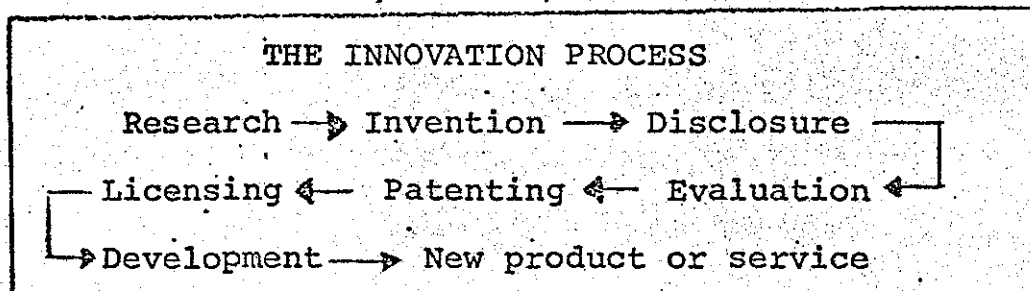 THE INNOVATION PROCESS
Research → Invention → Disclosure
Licensing ← Patenting ← Evaluation
Development → New product or service